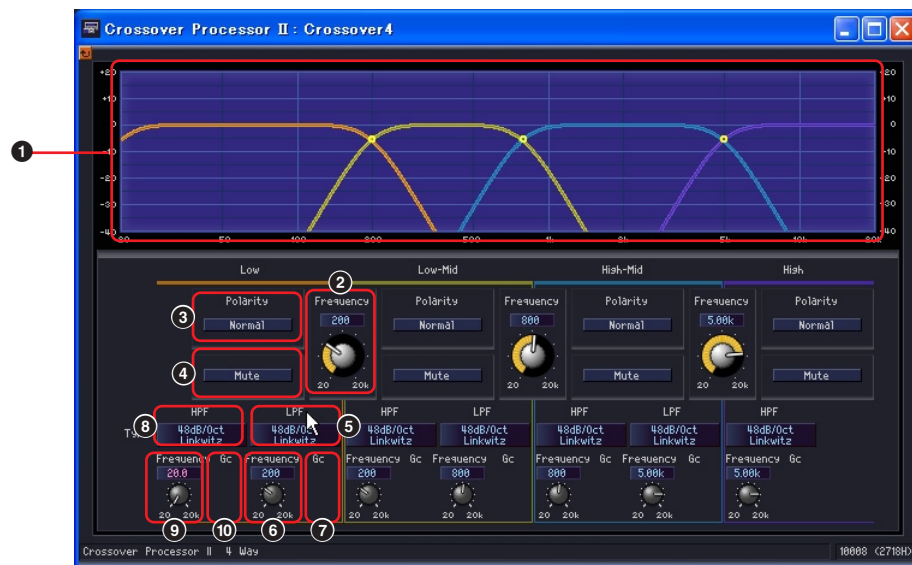 Crossover Processor II : Crossover4
+20 +20
+10 +10
0 0
-10 -10
-20 -20
-30 -30
-40 -40
20 50 100 200 500 1k 2k 5k 10k 20k
1
Low Low-Mid High-Mid High
2
Polarity Frequency Polarity Frequency Polarity Frequency Polarity
3 Normal 200 Normal 800 Normal 5.00k Normal
4 Mute Mute Mute Mute
20 20k 20 20k 20 20k
HPF LPF HPF LPF HPF LPF HPF
8 48dB/Oct 48dB/Oct 5 48dB/Oct 48dB/Oct 48dB/Oct 48dB/Oct 48dB/Oct
Linkwitz Linkwitz Linkwitz Linkwitz Linkwitz Linkwitz Linkwitz
Frequency Gc Frequency Gc Frequency Gc Frequency Gc Frequency Gc Frequency Gc
20.0 200 200 800 800 5.00k 5.00k
20 20k 20 20k 20 20k 20 20k 20 20k 20 20k 20 20k
9 10 6 7
Crossover Processor II 4 Way 10008 (2718H)